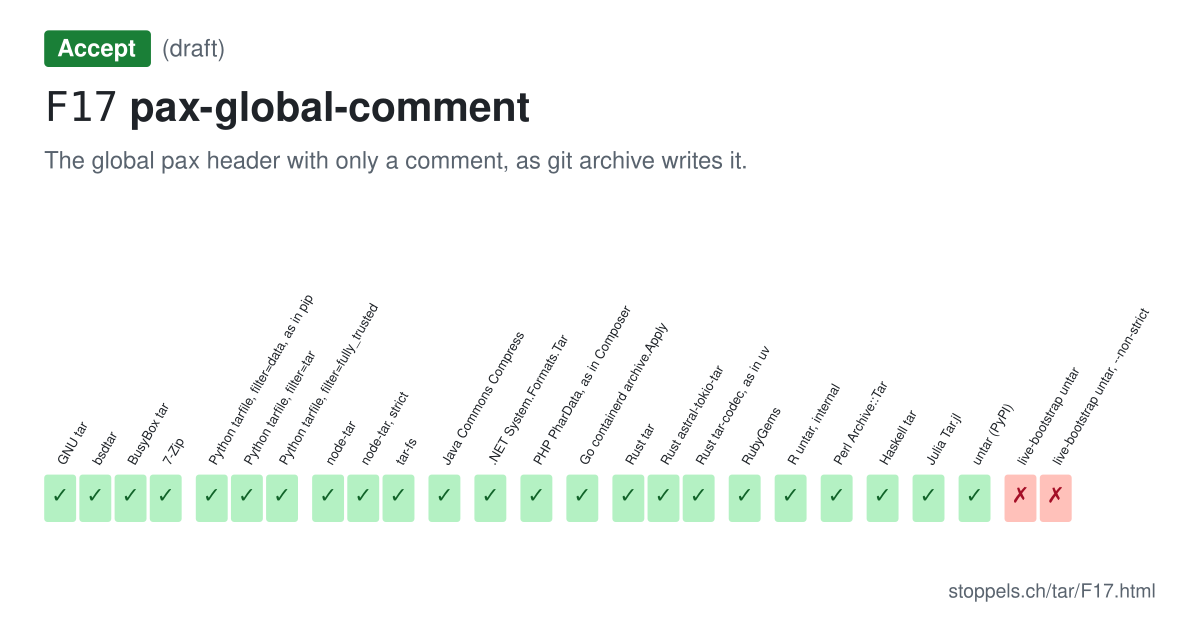 Accept (draft)
F17 pax-global-comment
The global pax header with only a comment, as git archive writes it.
GNU tar
bsdtar
BusyBox tar
7-Zip
Python tarfile, filter=data, as in pip
Python tarfile, filter=tar
Python tarfile, filter=fully_trusted
node-tar
node-tar, strict
tar-fs
Java Commons Compress
.NET System.Formats.Tar
PHP PharData, as in Composer
Go containerd archive.Apply
Rust tar
Rust astral-tokio-tar
Rust tar-codec, as in uv
RubyGems
R untar, internal
Perl Archive::Tar
Haskell tar
Julia Tar.jl
untar (PyPI)
live-bootstrap untar
live-bootstrap untar, --non-strict
✓ ✓ ✓ ✓ ✓ ✓ ✓ ✓ ✓ ✓ ✓ ✓ ✓ ✓ ✓ ✓ ✓ ✓ ✓ ✓ ✓ ✓ ✓ ✗ ✗
stoppels.ch/tar/F17.html